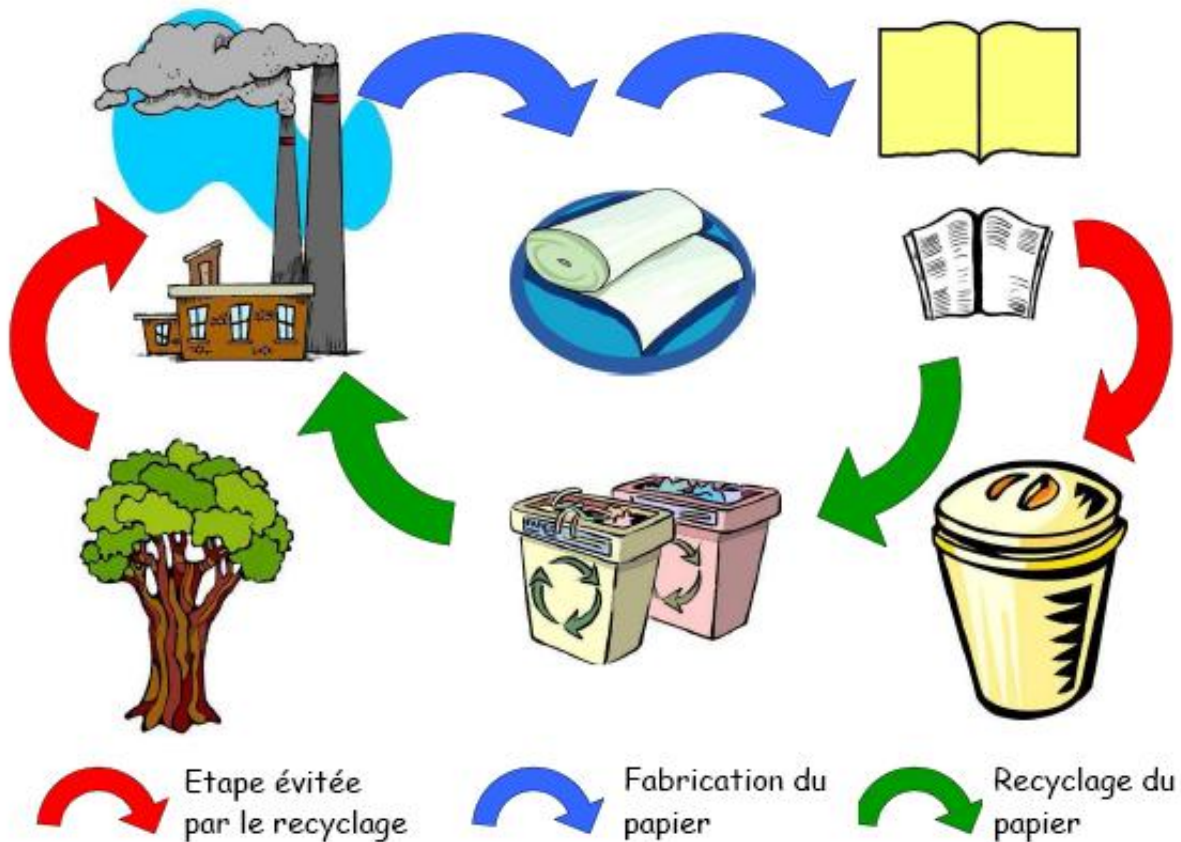 Etape évitée
par le recyclage
Fabrication du
papier
Recyclage du
papier